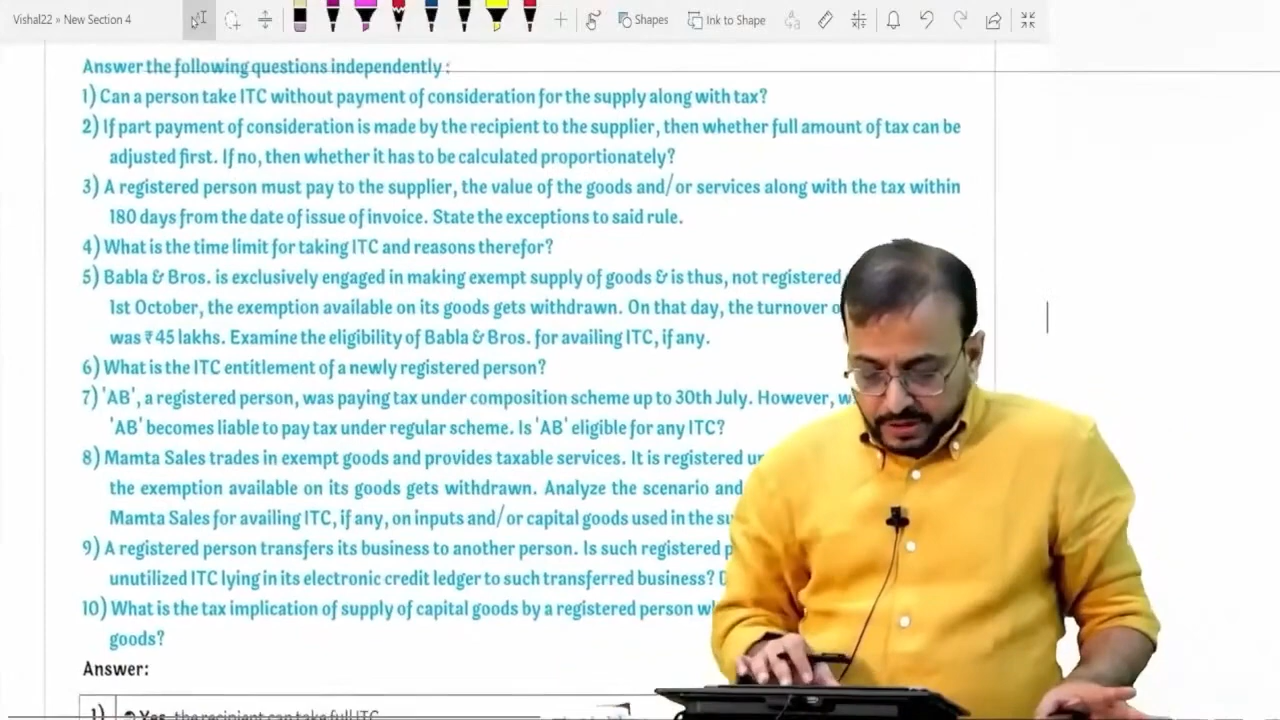 Vishal22 » New Section 4
Shapes
Ink to Shape
Answer the following questions independently :
1) Can a person take ITC without payment of consideration for the supply along with tax?
2) If part payment of consideration is made by the recipient to the supplier, then whether full amount of tax can be
adjusted first. If no, then whether it has to be calculated proportionately?
3) A registered person must pay to the supplier, the value of the goods and/or services along with the tax within
180 days from the date of issue of invoice. State the exceptions to said rule.
4) What is the time limit for taking ITC and reasons therefor?
5) Babla & Bros. is exclusively engaged in making exempt supply of goods & is thus, not registered
1st October, the exemption available on its goods gets withdrawn. On that day, the turnover
was ₹45 lakhs. Examine the eligibility of Babla & Bros. for availing ITC, if any.
6) What is the ITC entitlement of a newly registered person?
7) 'AB', a registered person, was paying tax under composition scheme up to 30th July. However,
'AB' becomes liable to pay tax under regular scheme. Is 'AB' eligible for any ITC?
8) Mamta Sales trades in exempt goods and provides taxable services. It is registered
the exemption available on its goods gets withdrawn. Analyze the scenario and
Mamta Sales for availing ITC, if any, on inputs and/or capital goods used in the
9) A registered person transfers its business to another person. Is such registered
unutilized ITC lying in its electronic credit ledger to such transferred business?
10) What is the tax implication of supply of capital goods by a registered person
goods?
Answer:
1) Yes, the recipient can take full ITC